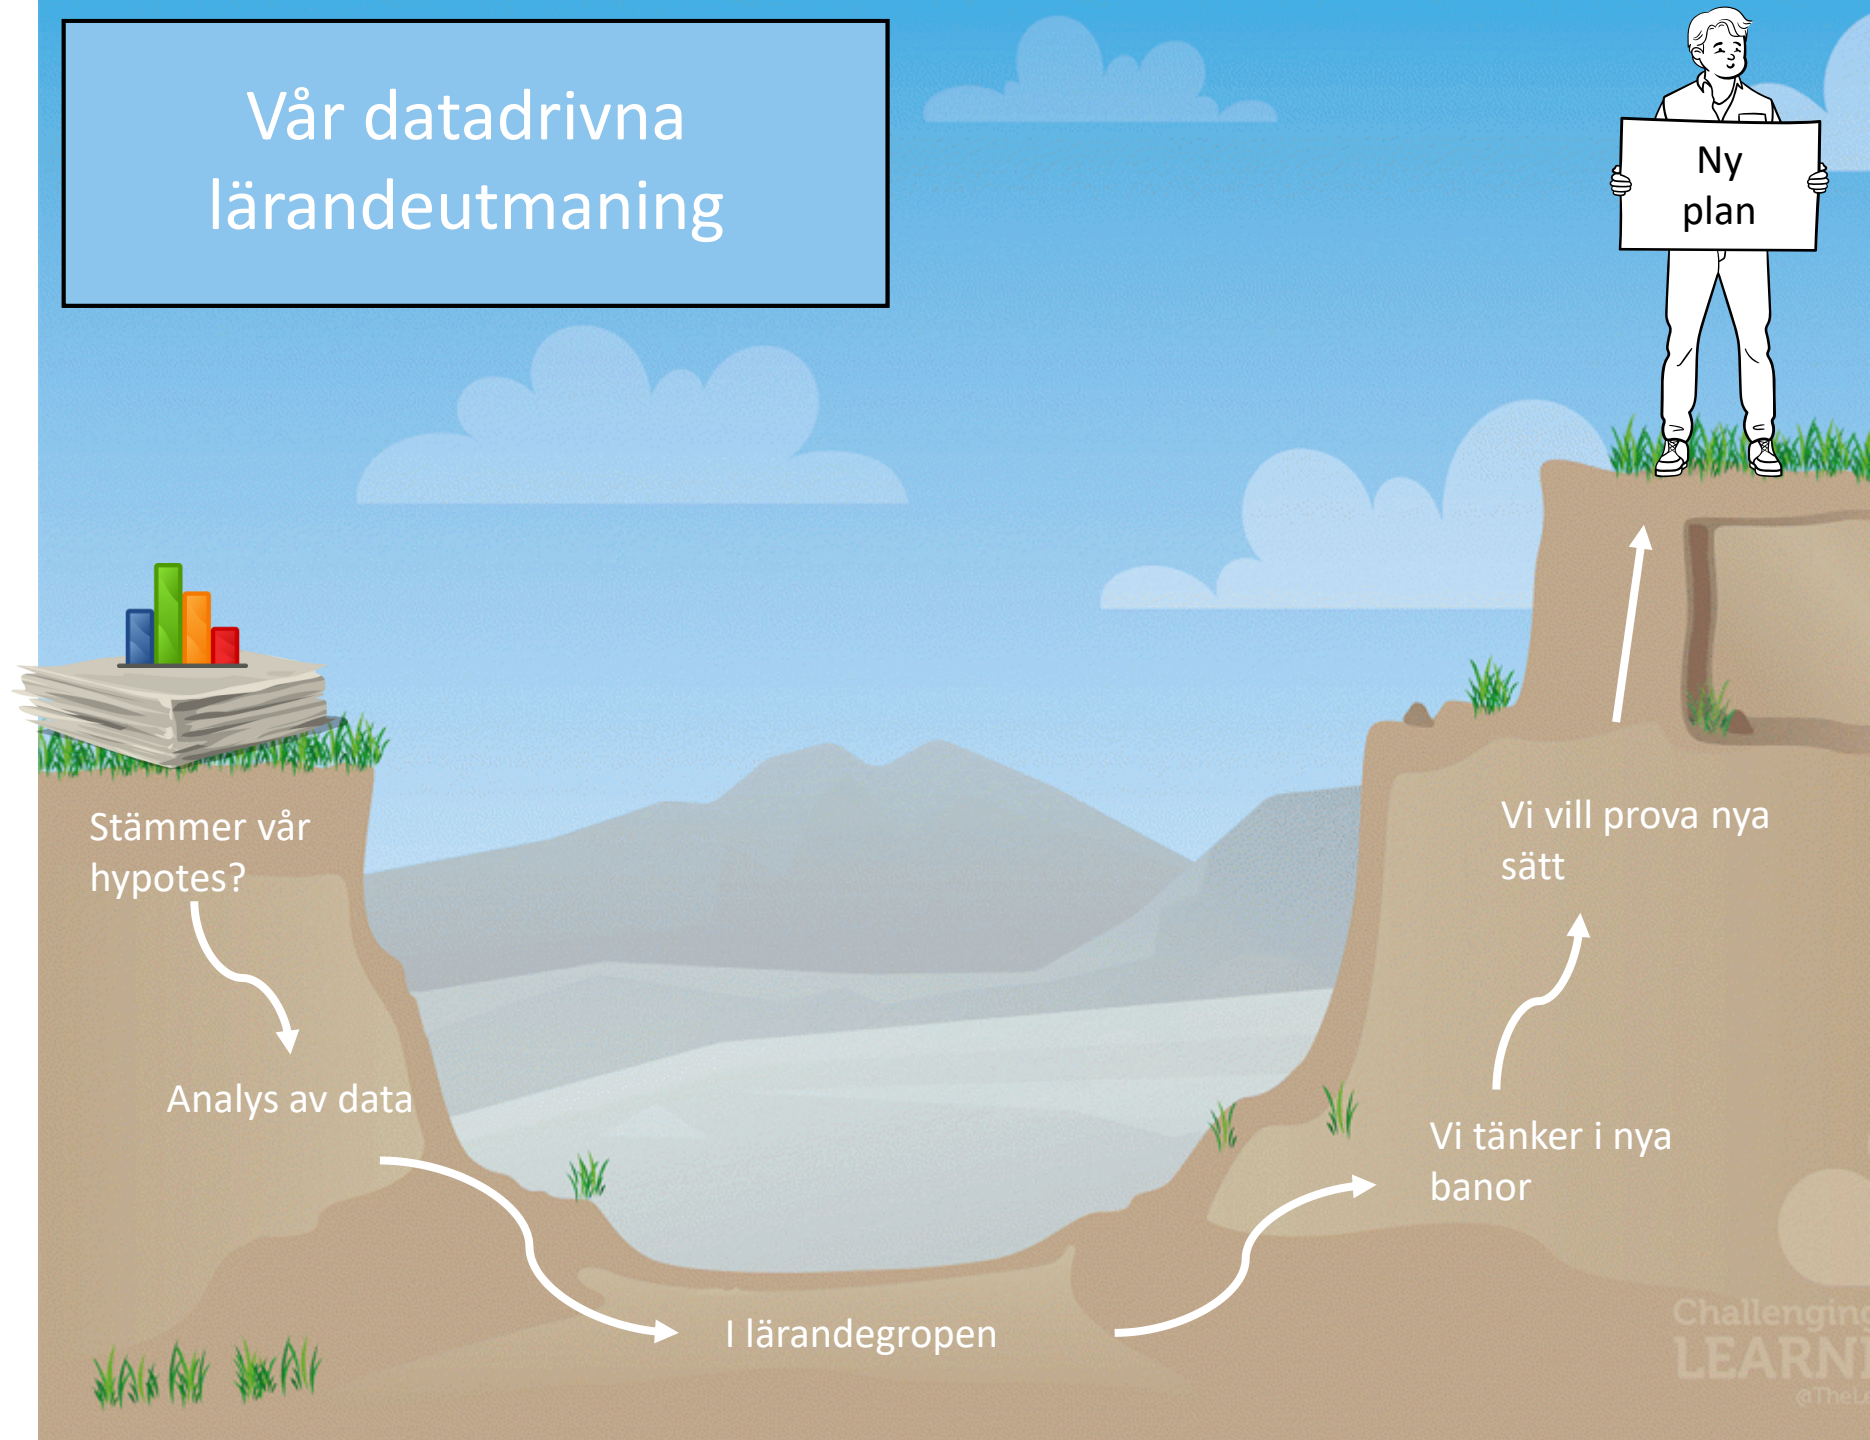 Vår datadrivna
lärandeutmaning
Ny
plan
Stämmer vår
hypotes?
Analys av data
I lärandegropen
Vi tänker i nya
banor
Vi vill prova nya
sätt
Challenging